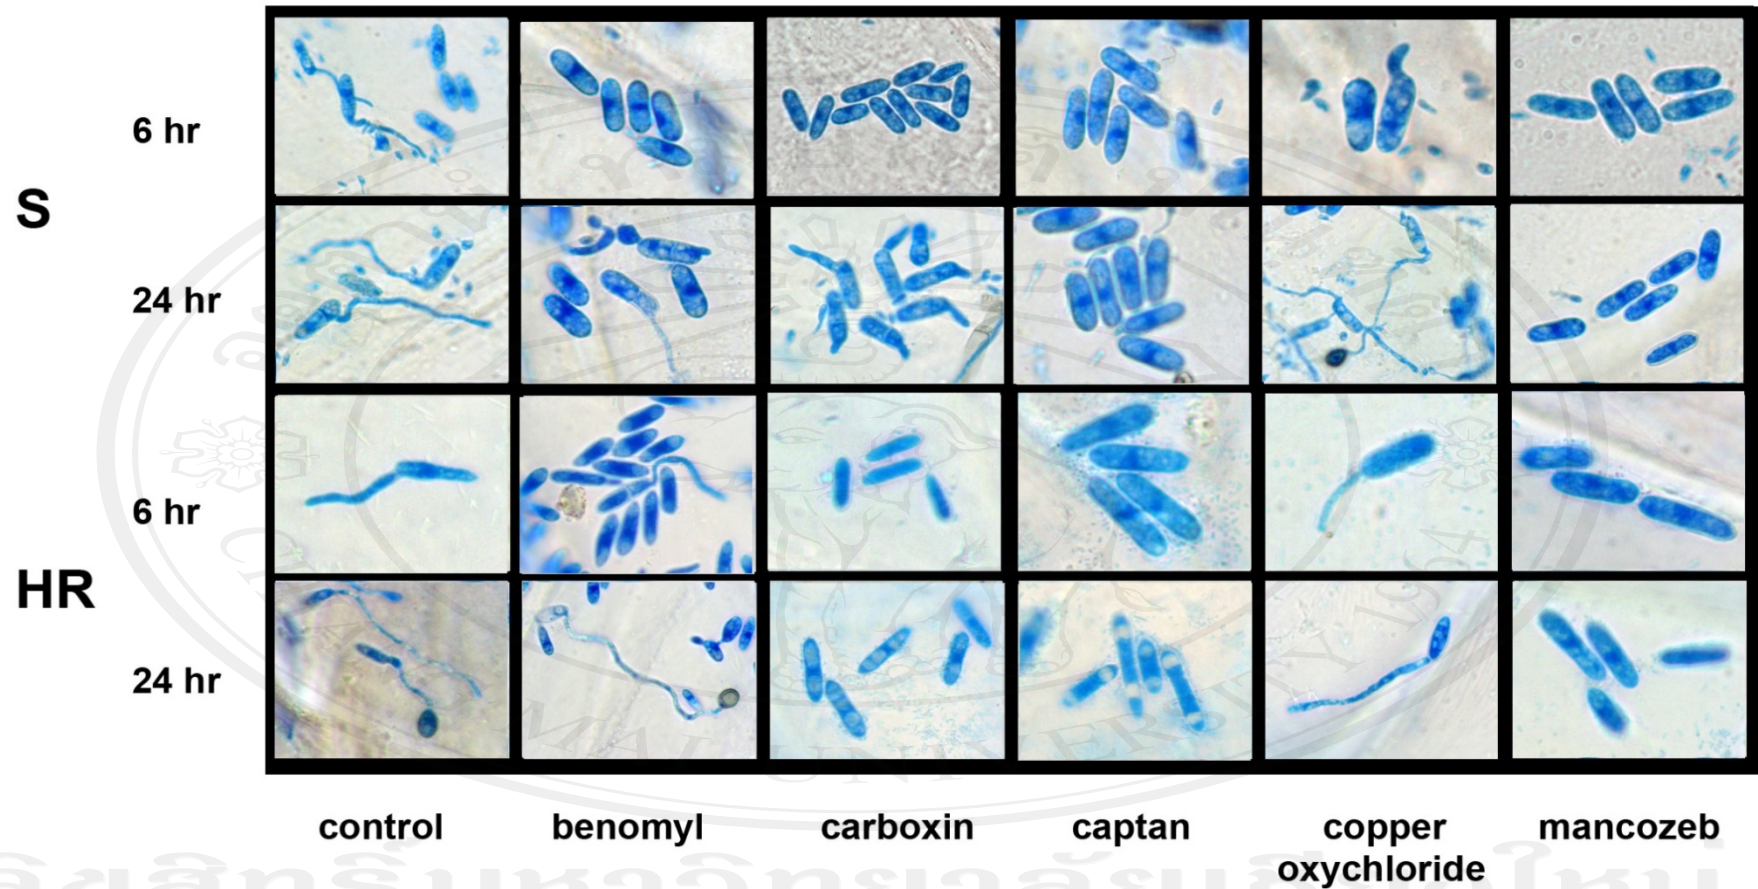 S
6 hr
24 hr
HR
6 hr
24 hr
control
benomyl
carboxin
captan
copper
oxychloride
mancozeb